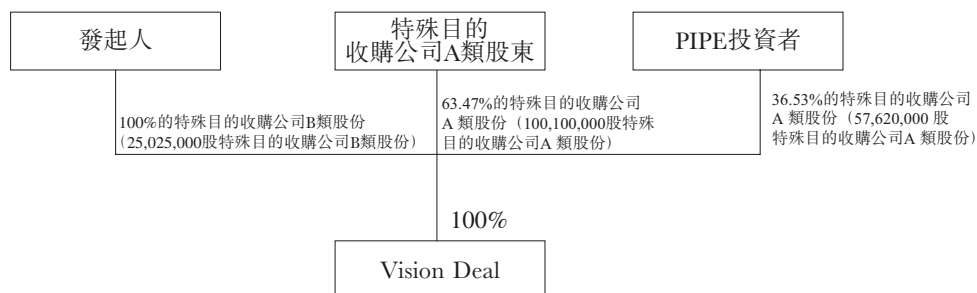 發起人
特殊目的
收購公司A類股東
PIPE投資者
100%的特殊目的收購公司B類股份
（25,025,000股特殊目的收購公司B類股份）
63.47%的特殊目的收購公司
A 類股份（100,100,000股特殊
目的收購公司A 類股份）
36.53%的特殊目的收購公司
A 類股份（57,620,000 股
特殊目的收購公司A 類股份）
100%
Vision Deal